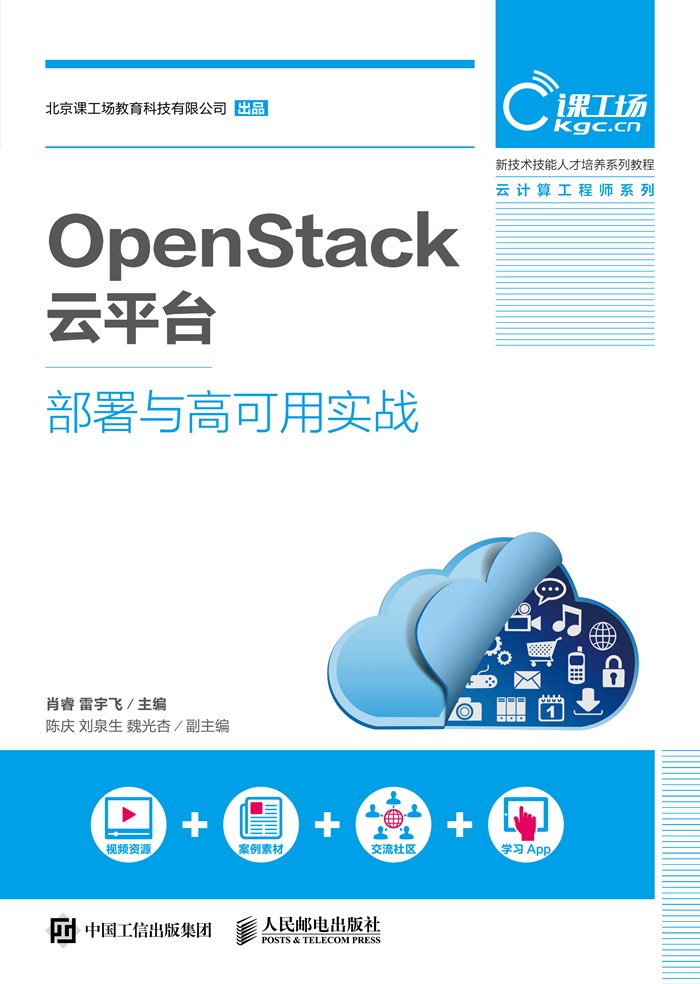 北京课工场教育科技有限公司 出品
课工场
kgc.cn
新技术技能人才培养系列教程
云计算工程师系列
OpenStack
云平台
部署与高可用实战
肖睿 雷宇飞 / 主编
陈庆 刘泉生 魏光杏 / 副主编
1
视频资源 + 案例素材 + 交流社区 + 学习 App
中国工信出版集团
人民邮电出版社
POSTS & TELECOM PRESS